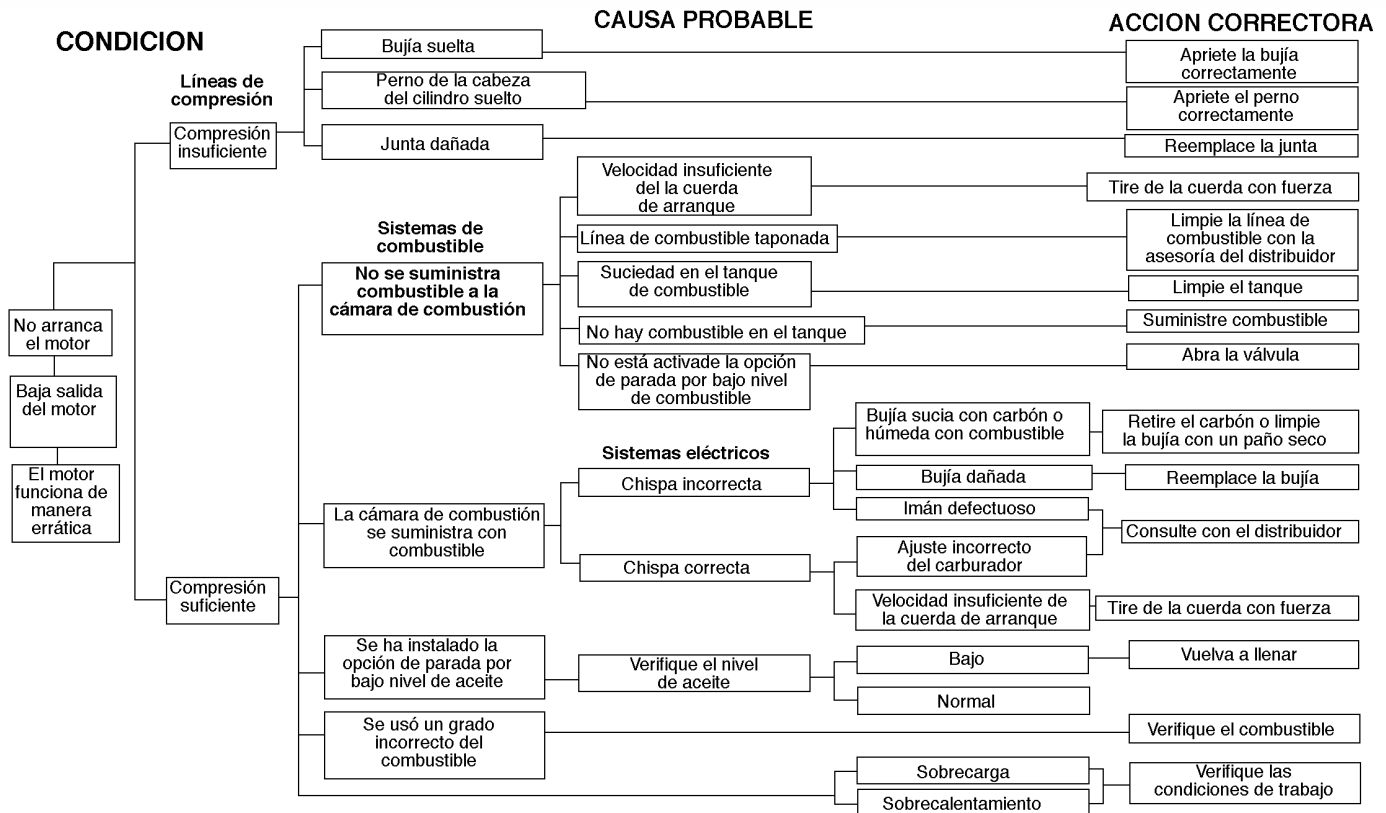 CAUSA PROBABLE
ACCION CORRECTORA
CONDICION
Líneas de
compresión
Bujía suelta
Apriete la bujía
correctamente
Perno de la cabeza
del cilindro suelto
Apriete el perno
correctamente
Compresión
insuficiente
Junta dañada
Reemplace la junta
Velocidad insuficiente
del la cuerda
de arranque
Tire de la cuerda con fuerza
Sistemas de
combustible
Línea de combustible taponada
Limpie la línea de
combustible con la
asesoría del distribuidor
No se suministra
combustible a la
cámara de combustión
Suciedad en el tanque
de combustible
Limpie el tanque
No hay combustible en el tanque
Suministre combustible
No está activade la opción
de parada por bajo nivel
de combustible
Abra la válvula
No arranca
el motor
Baja salida
del motor
El motor
funciona de
manera
errática
Bujía sucia con carbón o
húmeda con combustible
Retire el carbón o limpie
la bujía con un paño seco
Sistemas eléctricos
Chispa incorrecta
Bujía dañada
Reemplace la bujía
Imán defectuoso
Consulte con el distribuidor
La cámara de combustión
se suministra con
combustible
Chispa correcta
Ajuste incorrecto
del carburador
Compresión
suficiente
Velocidad insuficiente de
la cuerda de arranque
Tire de la cuerda con fuerza
Se ha instalado la
opción de parada por
bajo nivel de aceite
Verifique el nivel
de aceite
Bajo
Vuelva a llenar
Normal
Se usó un grado
incorrecto del
combustible
Verifique el combustible
Sobrecarga
Sobrecalentamiento
Verifique las
condiciones de trabajo